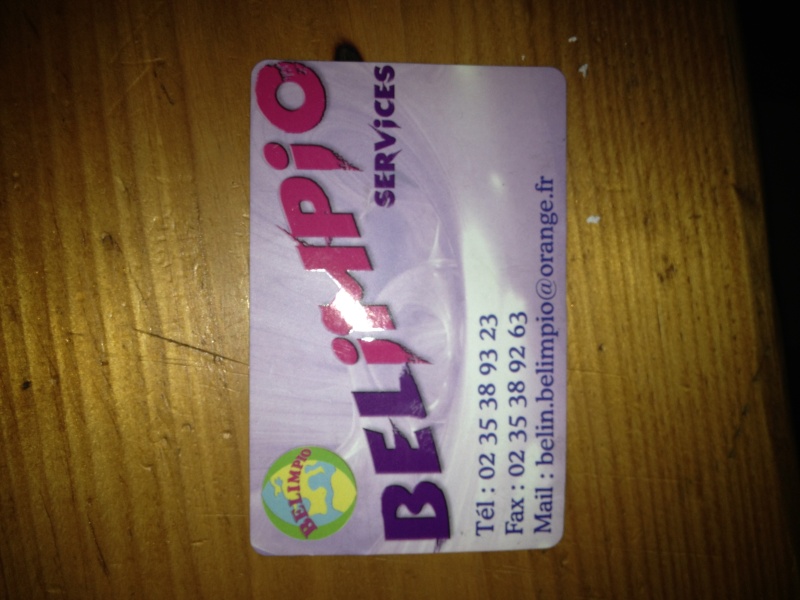 BELiMPiO
SERViCES
BELIMPIO
Tél : 02 35 38 93 23
Fax : 02 35 38 92 63
Mail : belin.belimpio@orange.fr